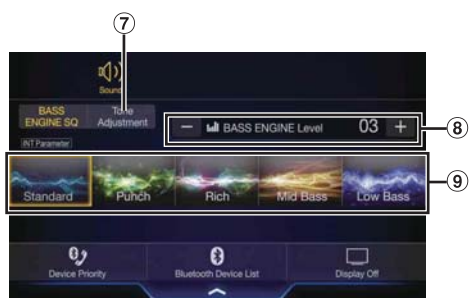 ⑦
Sound
BASS
ENGINE SQ
Tone
Adjustment
BASS ENGINE Level
03
⑧
INT Parameter
Standard
Punch
Rich
Mid Bass
Low Bass
⑨
Device Priority
Bluetooth Device List
Display Off